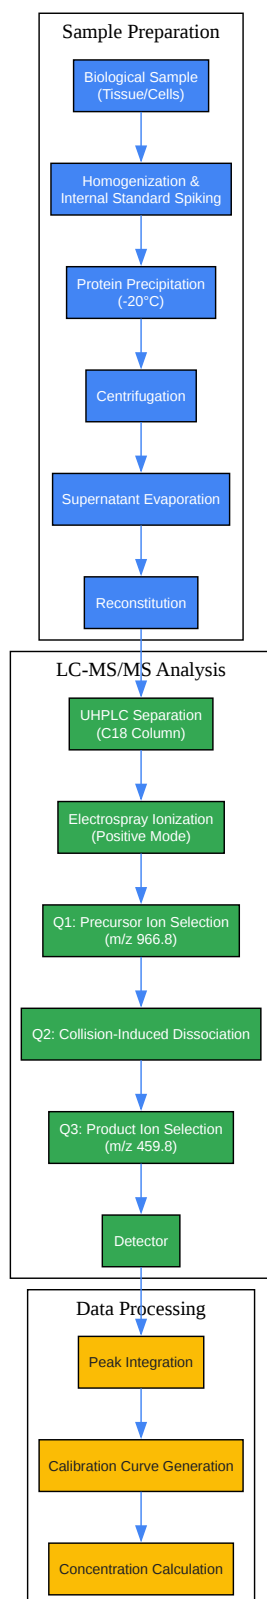 Sample Preparation
Biological Sample
(Tissue/Cells)
Homogenization &
Internal Standard Spiking
Protein Precipitation
(-20°C)
Centrifugation
Supernatant Evaporation
Reconstitution
LC-MS/MS Analysis
UHPLC Separation
(C18 Column)
Electrospray Ionization
(Positive Mode)
Q1: Precursor Ion Selection
(m/z 966.8)
Q2: Collision-Induced Dissociation
Q3: Product Ion Selection
(m/z 459.8)
Detector
Data Processing
Peak Integration
Calibration Curve Generation
Concentration Calculation